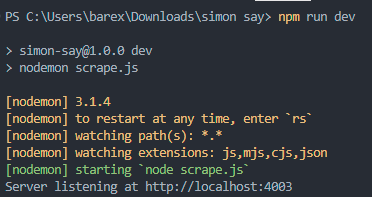 PS C:\Users\barex\Downloads\simon say> npm run dev
> simon-say@1.0.0 dev
> nodemon scrape.js
[nodemon] 3.1.4
[nodemon] to restart at any time, enter `rs`
[nodemon] watching path(s): *.*
[nodemon] watching extensions: js,mjs,cjs,json
[nodemon] starting `node scrape.js`
Server listening at http://localhost:4003